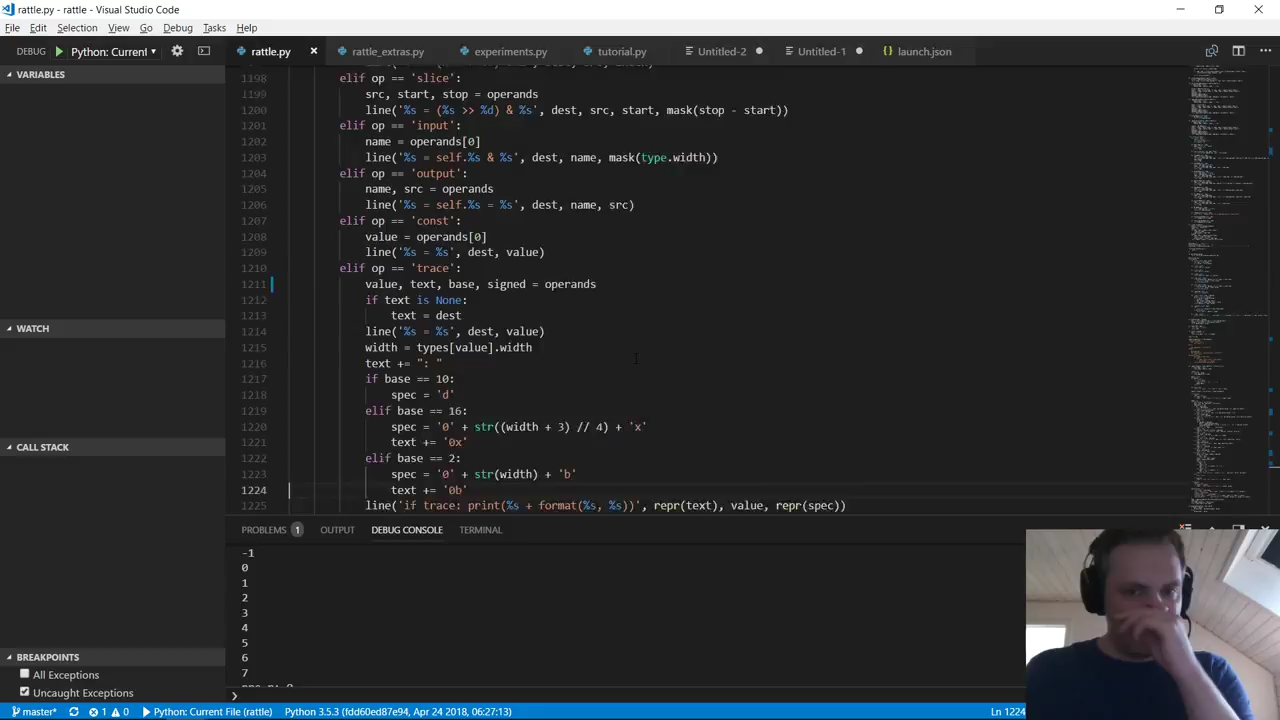 rattle.py - rattle - Visual Studio Code
File Edit Selection View Go Debug Tasks Help
DEBUG Python: Current rattle.py rattle_extras.py experiments.py tutorial.py Untitled-2 Untitled-1 launch.json
VARIABLES
WATCH
CALL STACK
BREAKPOINTS
All Exceptions
Uncaught Exceptions
1198 elif op == 'slice':
1199 src, start, stop = operands
1200 line('%s = (%s >> %d) & %s', dest, src, start, mask(stop - start))
1201 elif op == 'input':
1202 name = operands[0]
1203 line('%s = self.%s & %s', dest, name, mask(type.width))
1204 elif op == 'output':
1205 name, src = operands
1206 line('%s = self.%s = %s', dest, name, src)
1207 elif op == 'const':
1208 value = operands[0]
1209 line('%s = %s', dest, value)
1210 elif op == 'trace':
1211 value, text, base, = operands
1212 if text is None:
1213 text = dest
1214 line('%s = %s', dest, value)
1215 width = types[value].width
1216 text += ": "
1217 if base == 10:
1218 spec = 'd'
1219 elif base == 16:
1220 spec = '0' + str((width + 3) // 4) + 'x'
1221 text += '0x'
1222 elif base == 2:
1223 spec = '0' + str(width) + 'b'
1224 text += '0b'
1225 line('if trace: print(%s + format(%s, %s))', repr(text), value, repr(spec))
PROBLEMS 1 OUTPUT DEBUG CONSOLE TERMINAL
-1
0
1
2
3
4
5
6
7
master* 1 0 Python: Current File (rattle) Python 3.5.3 (fdd60ed87e94, Apr 24 2018, 06:27:13) Ln 1224